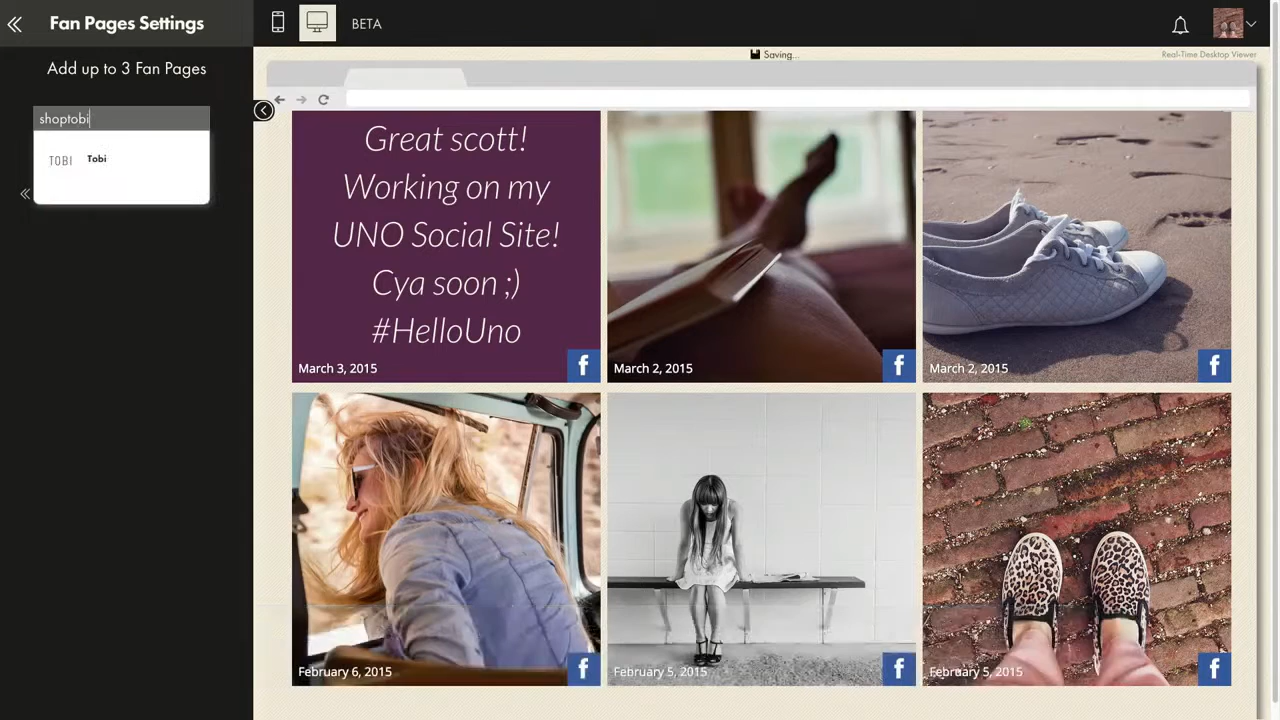 Fan Pages Settings
BETA
Add up to 3 Fan Pages
Saving...
Real-Time Desktop Viewer
shoptobi
TOBI Tobi
Great scott!
Working on my
UNO Social Site!
Cya soon ;)
#HelloUno
March 3, 2015
March 2, 2015
March 2, 2015
February 6, 2015
February 5, 2015
February 5, 2015